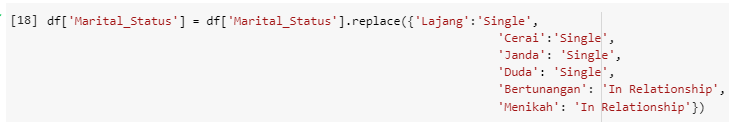 [18] df['Marital_Status'] = df['Marital_Status'].replace({'Lajang':'Single',
'Cerai':'Single',
'Janda': 'Single',
'Duda': 'Single',
'Bertunangan': 'In Relationship',
'Menikah': 'In Relationship'})